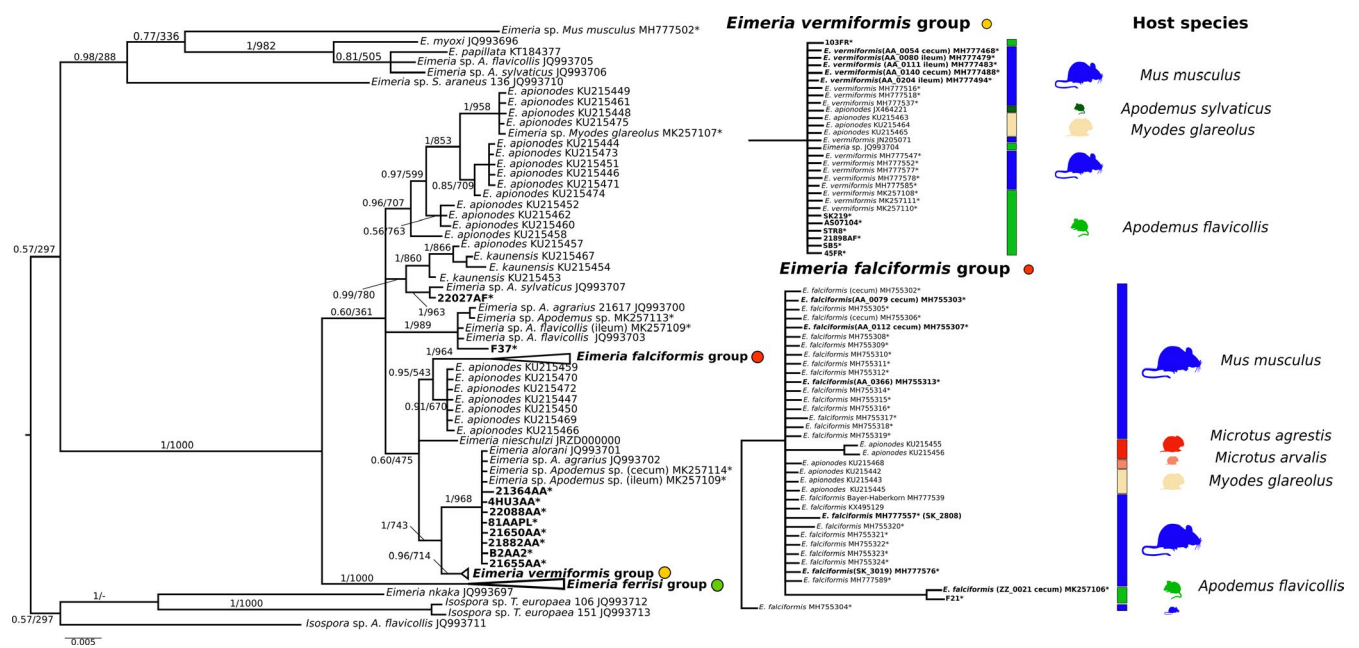 Eimeria sp. Mus musculus MH777502*
0.77/336
E. myoxi JQ993696
1/982
E. papillata KT184377
0.81/505
Eimeria sp. A. flavicollis JQ993705
0.98/288
Eimeria sp. A. sylvaticus JQ993706
Eimeria sp. S. araneus 136 JQ993710
E. apionodes KU215449
1/958
E. apionodes KU215461
E. apionodes KU215448
E. apionodes KU215475
Eimeria sp. Myodes glareolus MK257107*
1/853
E. apionodes KU215444
E. apionodes KU215473
E. apionodes KU215451
0.97/599
E. apionodes KU215446
0.85/709
E. apionodes KU215471
E. apionodes KU215474
0.96/707
E. apionodes KU215452
E. apionodes KU215462
0.56/763
E. apionodes KU215460
E. apionodes KU215458
0.57/297
E. apionodes KU215457
1/866
E. kaunensis KU215467
1/860
E. kaunensis KU215454
E. kaunensis KU215453
0.99/780
Eimeria sp. A. sylvaticus JQ993707
22027AF*
1/963
0.60/361
Eimeria sp. A. agrarius 21617 JQ993700
Eimeria sp. Apodemus sp. MK257113*
1/989
Eimeria sp. A. flavicollis (ileum) MK257109*
Eimeria sp. A. flavicollis JQ993703
F37*
1/964
Eimeria falciformis group
0.95/543
E. apionodes KU215459
E. apionodes KU215470
E. apionodes KU215472
E. apionodes KU215447
0.91/670
E. apionodes KU215450
E. apionodes KU215469
E. apionodes KU215466
1/1000
Eimeria nieschulzi JRZD000000
0.60/475
Eimeria alorani JQ993701
Eimeria sp. A. agrarius JQ993702
Eimeria sp. Apodemus sp. (cecum) MK257114*
Eimeria sp. Apodemus sp. (ileum) MK257109*
1/968
21364AA*
4HU3AA*
22088AA*
81AAPL*
1/743
21650AA*
21882AA*
B2AA2*
0.96/714
21655AA*
Eimeria vermiformis group
1/1000
Eimeria ferrisi group
1/-
Eimeria nkaka JQ993697
1/1000
Isospora sp. T. europaea 106 JQ993712
Isospora sp. T. europaea 151 JQ993713
0.57/297
Isospora sp. A. flavicollis JQ993711
0.005
Eimeria vermiformis group
103FR*
E. vermiformis(AA_0054 cecum) MH777468*
E. vermiformis(AA_0080 ileum) MH777479*
E. vermiformis(AA_0111 ileum) MH777483*
E. vermiformis(AA_0140 cecum) MH777488*
E. vermiformis(AA_0204 ileum) MH777494*
E. vermiformis MH777516*
E. vermiformis MH777518*
E. vermiformis MH777537*
E. apionodes JX464221
E. apionodes KU215463
E. apionodes KU215464
E. apionodes KU215465
E. vermiformis JN205071
Eimeria sp. JQ993704
E. vermiformis MH777547*
E. vermiformis MH777552*
E. vermiformis MH777577*
E. vermiformis MH777578*
E. vermiformis MH777585*
E. vermiformis MK257108*
E. vermiformis MK257111*
E. vermiformis MK257110*
SK219*
AS07104*
STR8*
21898AF*
SB5*
45FR*
Eimeria falciformis group
E. falciformis (cecum) MH755302*
E. falciformis(AA_0079 cecum) MH755303*
E. falciformis MH755305*
E. falciformis (cecum) MH755306*
E. falciformis(AA_0112 cecum) MH755307*
E. falciformis MH755308*
E. falciformis MH755309*
E. falciformis MH755310*
E. falciformis MH755311*
E. falciformis MH755312*
E. falciformis(AA_0366) MH755313*
E. falciformis MH755314*
E. falciformis MH755315*
E. falciformis MH755316*
E. falciformis MH755317*
E. falciformis MH755318*
E. falciformis MH755319*
E. apionodes KU215455
E. apionodes KU215456
E. apionodes KU215468
E. apionodes KU215442
E. apionodes KU215443
E. apionodes KU215445
E. falciformis Bayer-Haberkorn MH777539
E. falciformis KX495129
E. falciformis MH777557* (SK_2808)
E. falciformis MH755320*
E. falciformis MH755321*
E. falciformis MH755322*
E. falciformis MH755323*
E. falciformis MH755324*
E. falciformis(SK_3019) MH777576*
E. falciformis MH777589*
E. falciformis (ZZ_0021 cecum) MK257106*
F21*
E. falciformis MH755304*
Host species
Mus musculus
Apodemus sylvaticus
Myodes glareolus
Apodemus flavicollis
Mus musculus
Microtus agrestis
Microtus arvalis
Myodes glareolus
Apodemus flavicollis